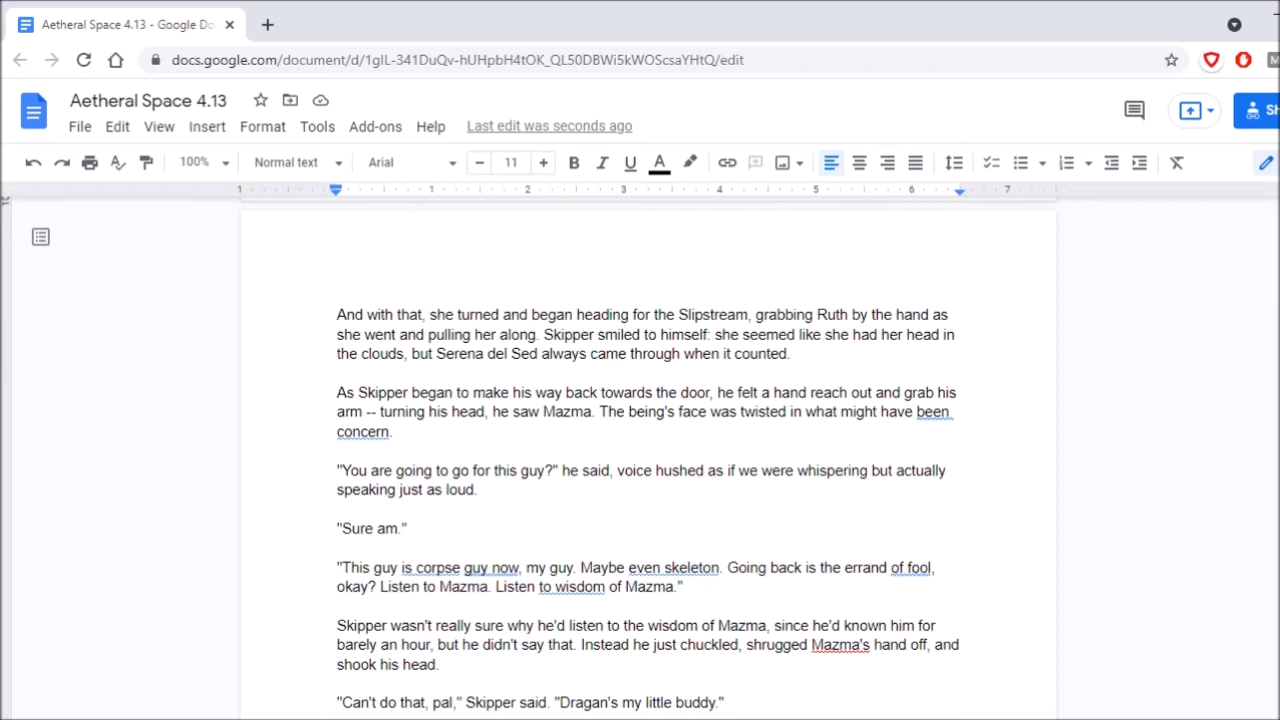 Aetheral Space 4.13 - Google Do
docs.google.com/document/d/1gIL-341DuQv-hUHpbH4tOK_QL50DBWi5kWOScsaYHtQ/edit
Aetheral Space 4.13
Sh
File Edit View Insert Format Tools Add-ons Help Last edit was seconds ago
100% Normal text Arial 11 B I U A
1 1 2 3 4 5 6 7
And with that, she turned and began heading for the Slipstream, grabbing Ruth by the hand as
she went and pulling her along. Skipper smiled to himself: she seemed like she had her head in
the clouds, but Serena del Sed always came through when it counted.
As Skipper began to make his way back towards the door, he felt a hand reach out and grab his
arm -- turning his head, he saw Mazma. The being's face was twisted in what might have been
concern.
"You are going to go for this guy?" he said, voice hushed as if we were whispering but actually
speaking just as loud.
"Sure am."
"This guy is corpse guy now, my guy. Maybe even skeleton. Going back is the errand of fool,
okay? Listen to Mazma. Listen to wisdom of Mazma."
Skipper wasn't really sure why he'd listen to the wisdom of Mazma, since he'd known him for
barely an hour, but he didn't say that. Instead he just chuckled, shrugged Mazma's hand off, and
shook his head.
"Can't do that, pal," Skipper said. "Dragan's my little buddy."